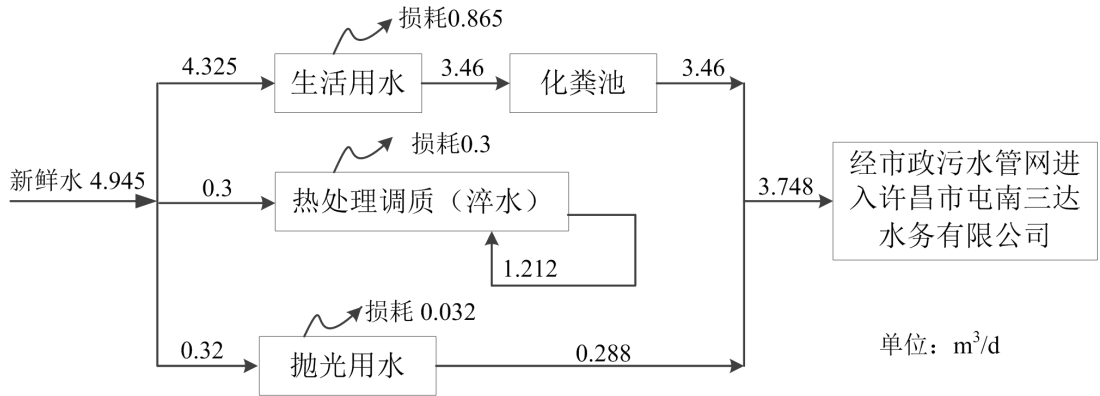 损耗0.865
4.325
生活用水
3.46
化粪池
3.46
损耗0.3
新鲜水 4.945
0.3
热处理调质（淬水）
1.212
3.748
经市政污水管网进
入许昌市屯南三达
水务有限公司
损耗 0.032
0.32
抛光用水
0.288
单位：m³/d